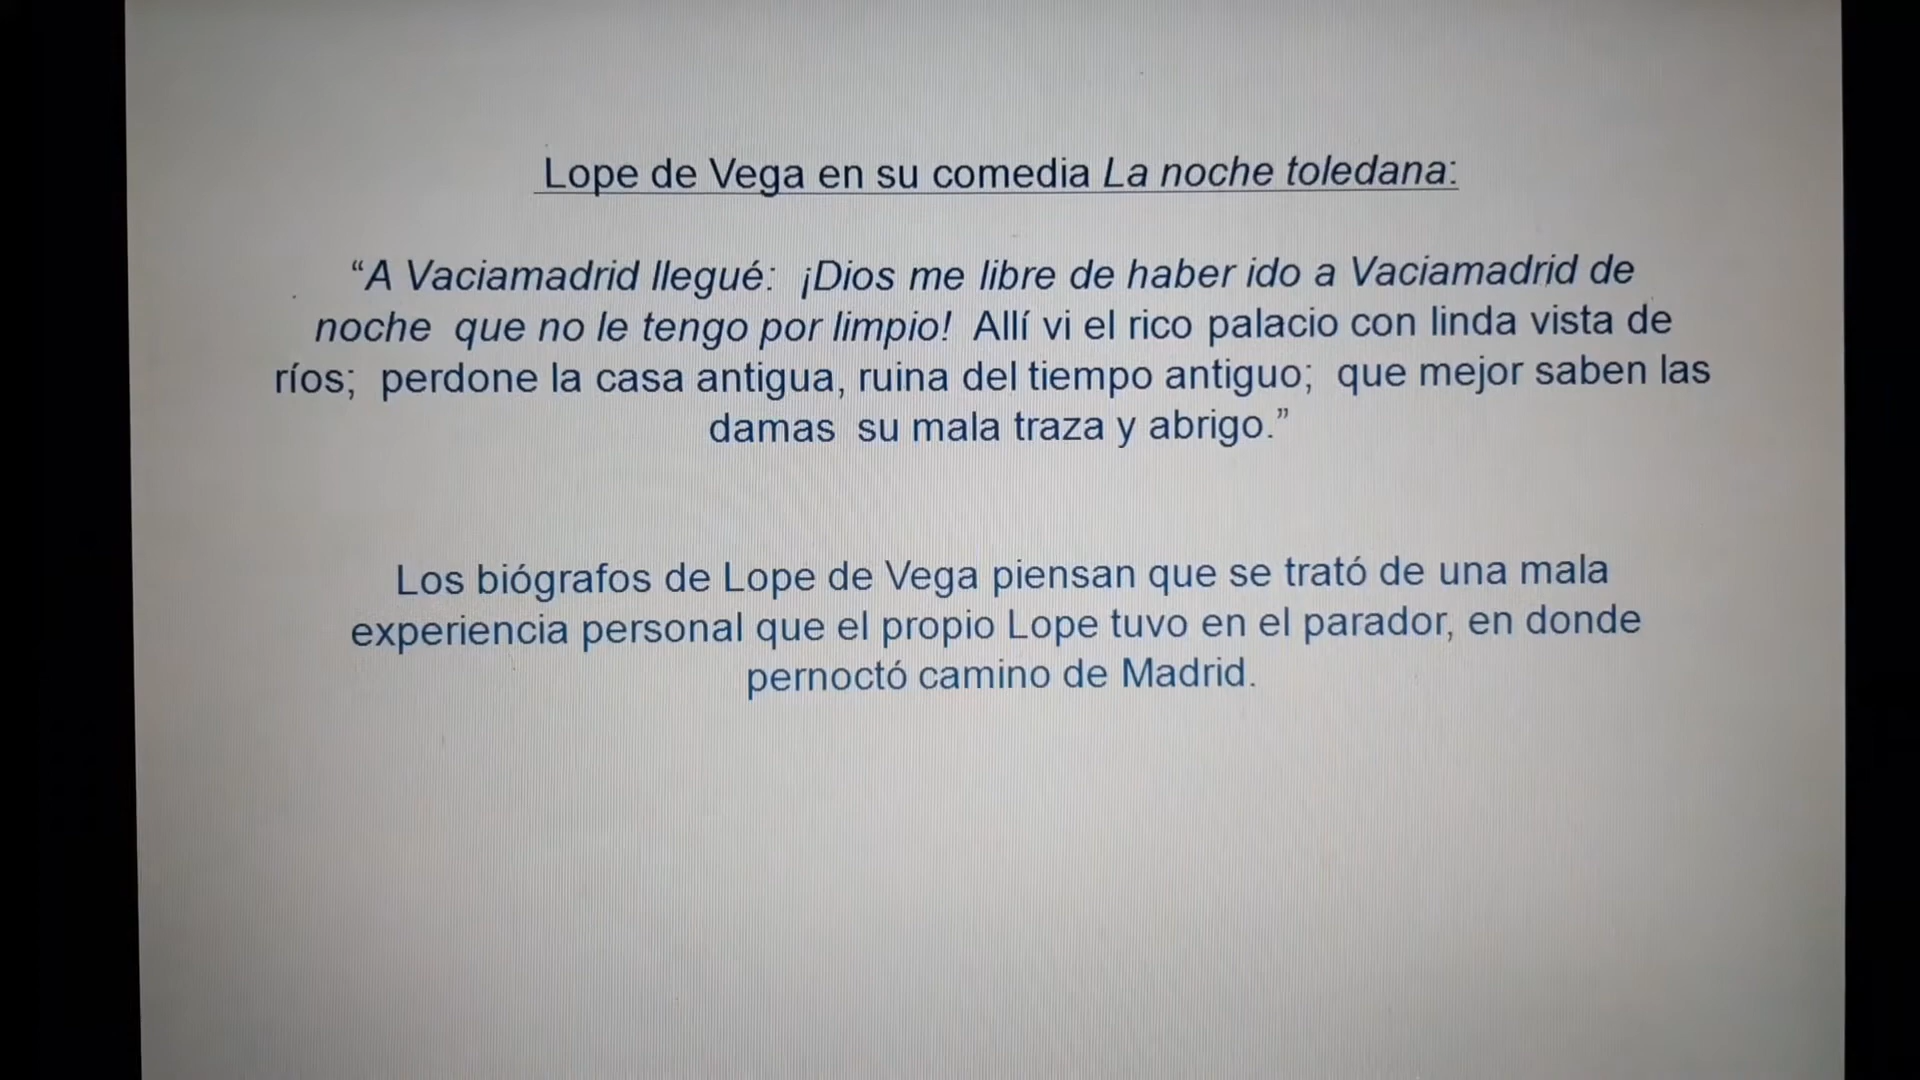 Lope de Vega en su comedia La noche toledana:
“A Vaciamadrid llegué: ¡Dios me libre de haber ido a Vaciamadrid de
noche que no le tengo por limpio! Allí vi el rico palacio con linda vista de
ríos; perdone la casa antigua, ruina del tiempo antiguo; que mejor saben las
damas su mala traza y abrigo.”
Los biógrafos de Lope de Vega piensan que se trató de una mala
experiencia personal que el propio Lope tuvo en el parador, en donde
pernoctó camino de Madrid.